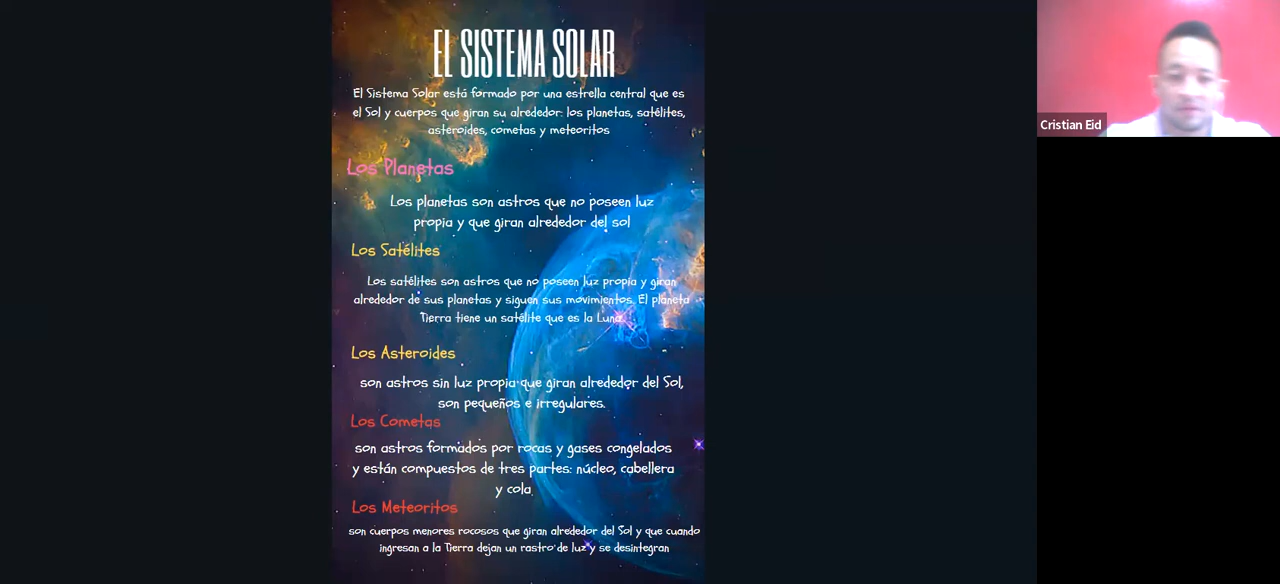 EL SISTEMA SOLAR
El Sistema Solar está formado por una estrella central que es
el Sol y cuerpos que giran su alrededor: los planetas, satélites,
asteroides, cometas y meteoritos
Los Planetas
Los planetas son astros que no poseen luz
propia y que giran alrededor del sol
Los Satélites
Los satélites son astros que no poseen luz propia y giran
alrededor de sus planetas y siguen sus movimientos. El planeta
Tierra tiene un satélite que es la Luna.
Los Asteroides
son astros sin luz propia que giran alrededor del Sol,
son pequeños e irregulares.
Los Cometas
son astros formados por rocas y gases congelados
y están compuestos de tres partes: núcleo, cabellera
y cola.
Los Meteoritos
son cuerpos menores rocosos que giran alrededor del Sol y que cuando
ingresan a la Tierra dejan un rastro de luz y se desintegran
Cristian Eid